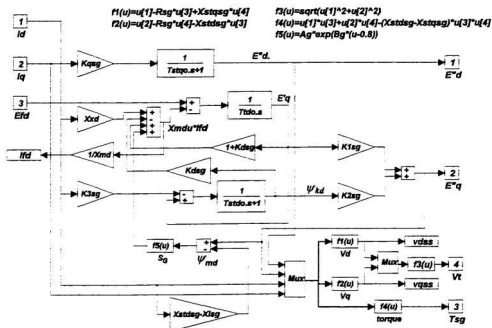 f1(u)=u[1]-Rsg*u[3]+Xstqsg*u[4]
f2(u)=u[2]-Rsg*u[4]-Xstdsg*u[3]
f3(u)=sqrt(u[1]^2+u[2]^2)
f4(u)=u[1]*u[3]+u[2]*u[4]-(Xstdsg-Xstqsg)*u[3]*u[4]
f5(u)=Ag*exp(Bg*(u-0.8))
1
Id
2
Iq
Kqsg
1
Tstqo.s+1
E"d.
1
E"d
3
Efd
Xxd
Xmdu*Ifd
1
Ttdo.s
E'q
Ifd
1/Xmd
1+Kdsg
K1sg
Kdsg
2
E"q
K3sg
1
Tstdo.s+1
ψkd
K2sg
f5(u)
SG
ψmd
Mux
f1(u)
Vd
vdss
Mux
f3(u)
4
Vt
f2(u)
Vq
vqss
Xstdsg-Xlsg
f4(u)
torque
3
Tsg